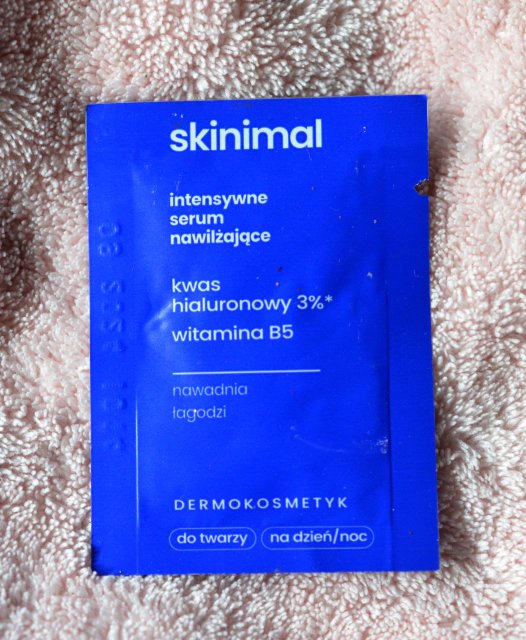 skinimal
intensywne
serum
nawilżające
kwas
hialuronowy 3%*
witamina B5
nawadnia
łagodzi
DERMOKOSMETYK
do twarzy
na dzień/noc